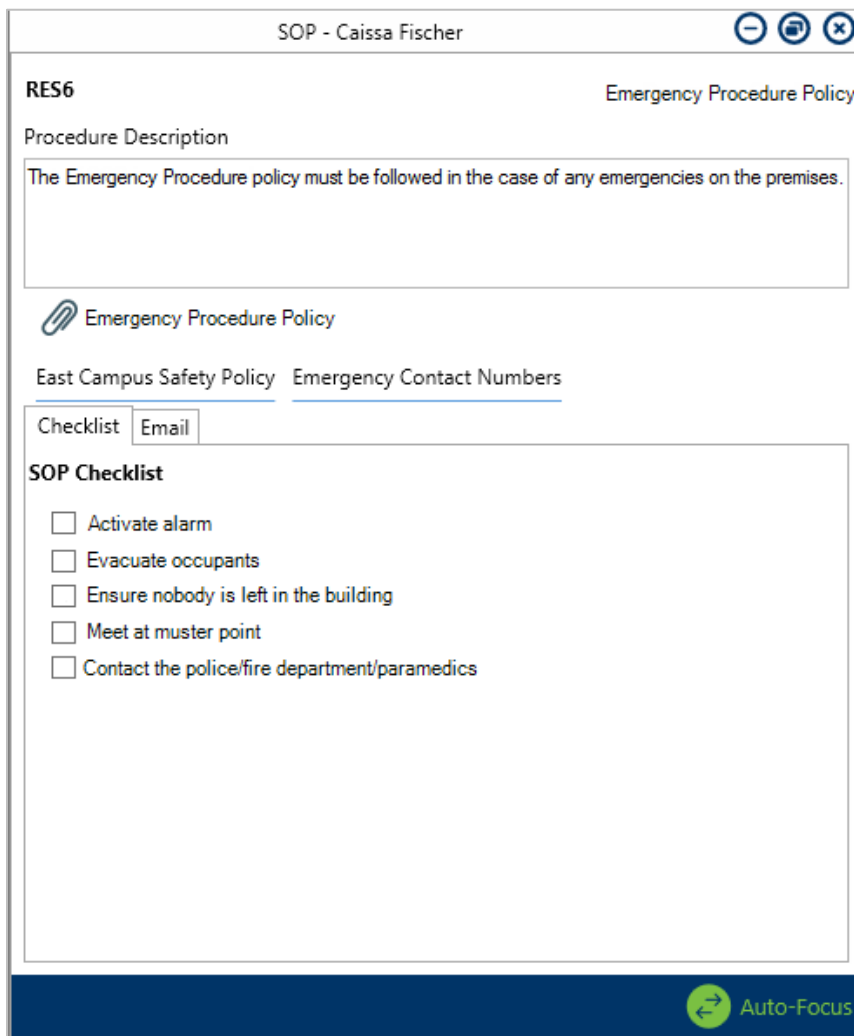 SOP - Caissa Fischer
RES6
Emergency Procedure Policy
Procedure Description
The Emergency Procedure policy must be followed in the case of any emergencies on the premises.
Emergency Procedure Policy
East Campus Safety Policy Emergency Contact Numbers
Checklist Email
SOP Checklist
Activate alarm
Evacuate occupants
Ensure nobody is left in the building
Meet at muster point
Contact the police/fire department/paramedics
Auto-Focus